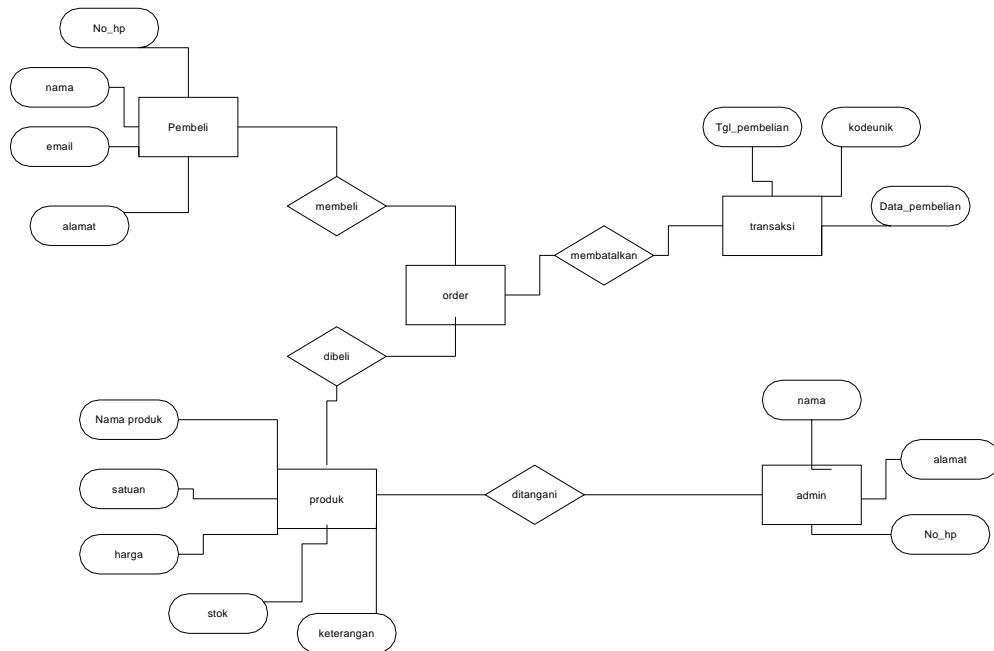 No_hp
nama
Pembeli
email
alamat
membeli
Tgl_pembelian
kodeunik
Data_pembelian
transaksi
membatalkan
order
dibeli
Nama produk
satuan
produk
harga
stok
keterangan
ditangani
nama
alamat
admin
No_hp